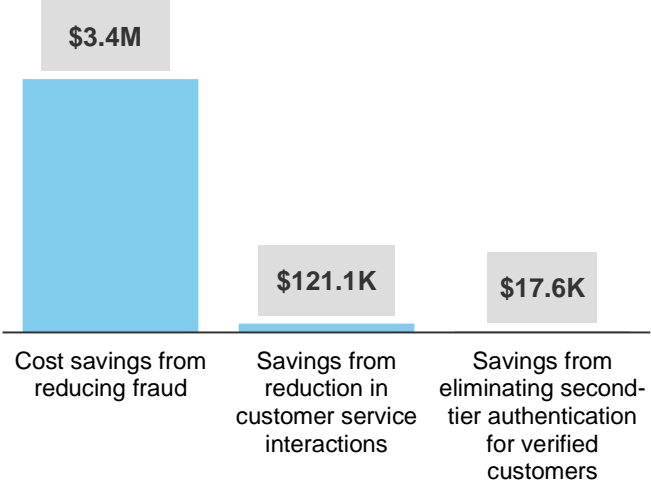 $3.4M
$121.1K
$17.6K
Cost savings from
reducing fraud
Savings from
reduction in
customer service
interactions
Savings from
eliminating second-
tier authentication
for verified
customers